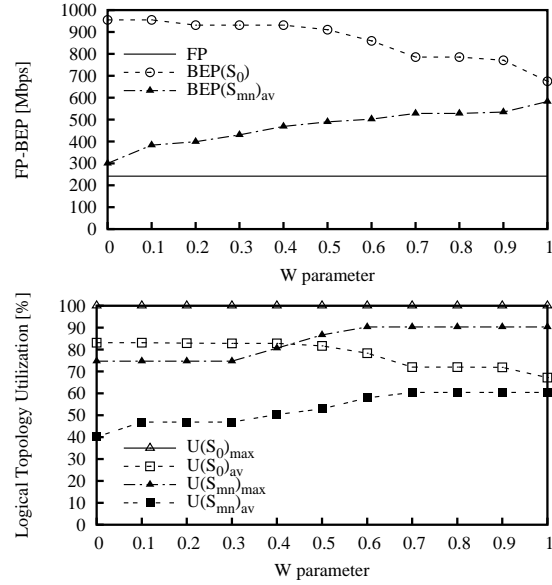 1000
900
800
700
600
500
400
300
200
100
0
FP-BEP [Mbps]
FP
BEP(S0)
BEP(Smn)av
0 0.1 0.2 0.3 0.4 0.5 0.6 0.7 0.8 0.9 1
W parameter
100
90
80
70
60
50
40
30
20
10
0
Logical Topology Utilization [%]
U(S0)max
U(S0)av
U(Smn)max
U(Smn)av
0 0.1 0.2 0.3 0.4 0.5 0.6 0.7 0.8 0.9 1
W parameter